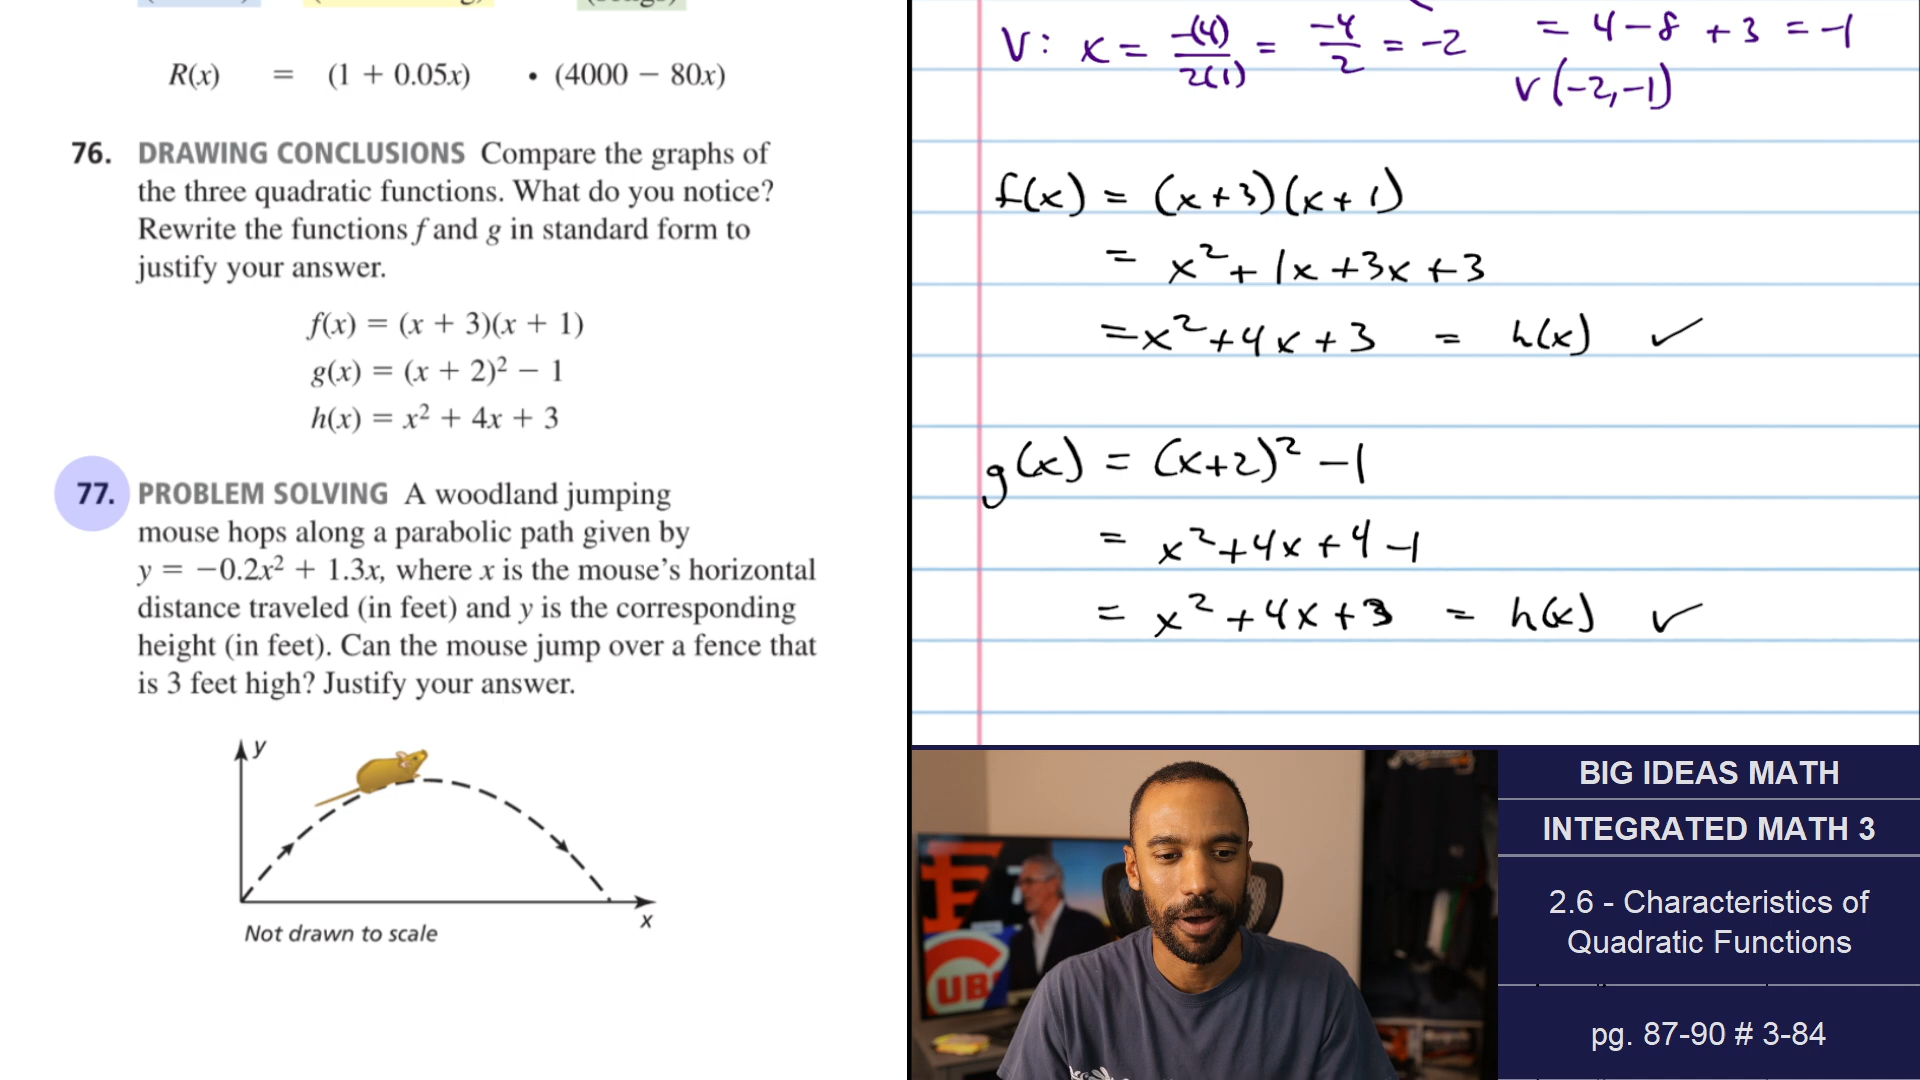 R(x) = (1 + 0.05x) • (4000 − 80x)
76. DRAWING CONCLUSIONS Compare the graphs of
the three quadratic functions. What do you notice?
Rewrite the functions f and g in standard form to
justify your answer.
f(x) = (x + 3)(x + 1)
g(x) = (x + 2)² − 1
h(x) = x² + 4x + 3
77. PROBLEM SOLVING A woodland jumping
mouse hops along a parabolic path given by
y = −0.2x² + 1.3x, where x is the mouse’s horizontal
distance traveled (in feet) and y is the corresponding
height (in feet). Can the mouse jump over a fence that
is 3 feet high? Justify your answer.
y
x
Not drawn to scale
V: x = -(4)/2(1) = -4/2 = -2
= 4 - 8 + 3 = -1
V(-2,-1)
f(x) = (x+3)(x+1)
= x² + 1x + 3x + 3
= x² + 4x + 3 = h(x) ✓
g(x) = (x+2)² - 1
= x² + 4x + 4 - 1
= x² + 4x + 3 = h(x) ✓
UB
BIG IDEAS MATH
INTEGRATED MATH 3
2.6 - Characteristics of
Quadratic Functions
pg. 87-90 # 3-84